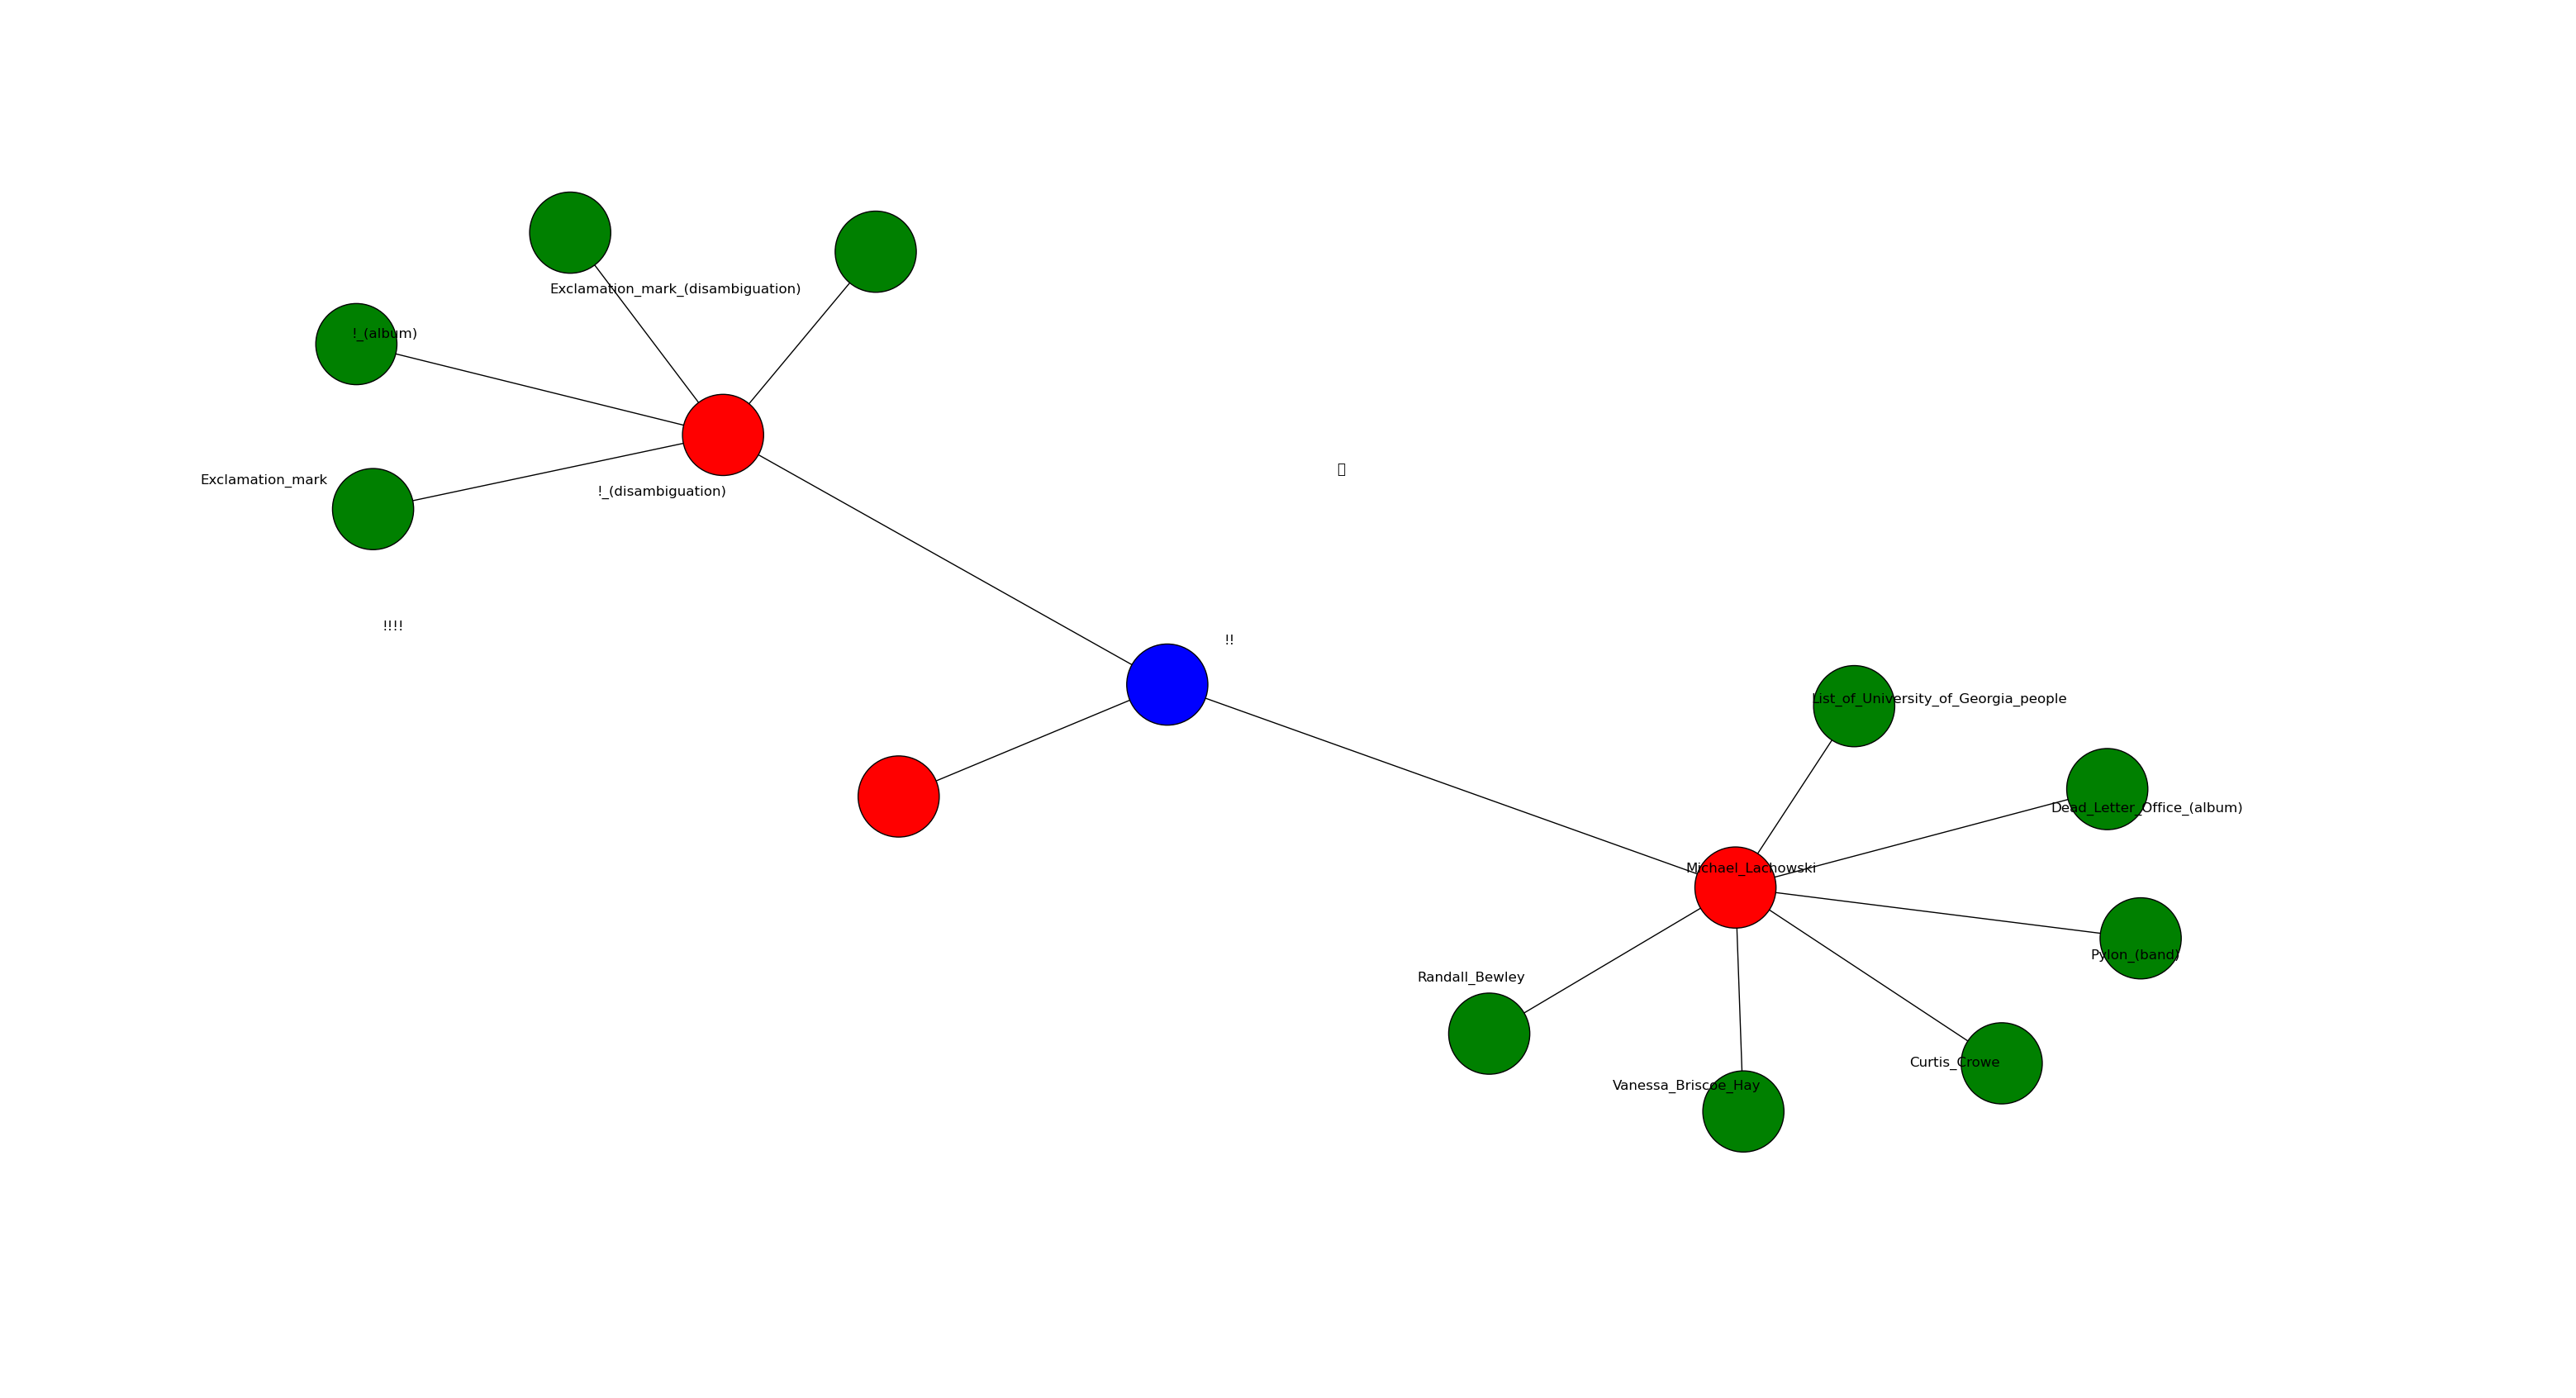 Exclamation_mark_(disambiguation)
!_(album)
Exclamation_mark
!_(disambiguation)
!!!!
!!
List_of_University_of_Georgia_people
Dead_Letter_Office_(album)
Michael_Lachowski
Pylon_(band)
Randall_Bewley
Curtis_Crowe
Vanessa_Briscoe_Hay